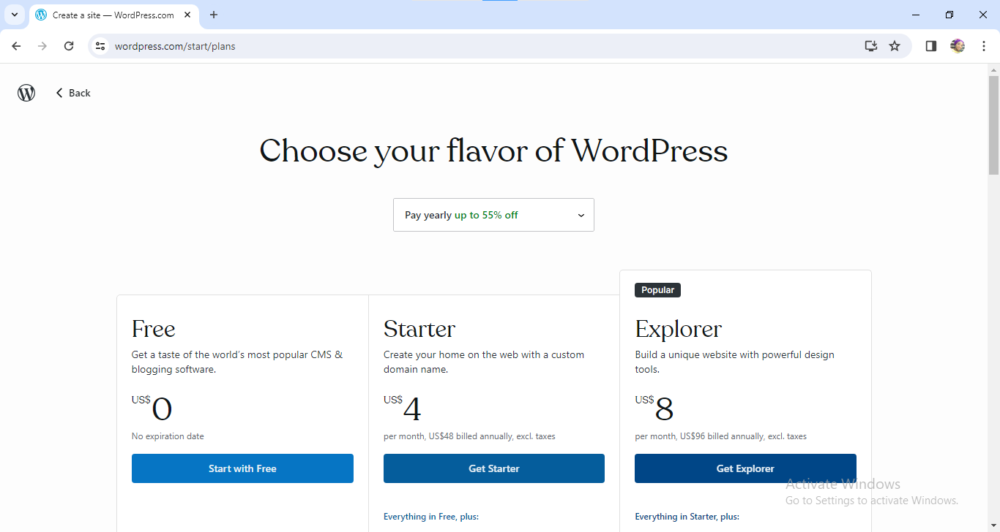 Create a site — WordPress.com
wordpress.com/start/plans
Back
Choose your flavor of WordPress
Pay yearly up to 55% off
Free
Get a taste of the world's most popular CMS &
blogging software.
US$ 0
No expiration date
Start with Free
Starter
Create your home on the web with a custom
domain name.
US$ 4
per month, US$48 billed annually, excl. taxes
Get Starter
Everything in Free, plus:
Popular
Explorer
Build a unique website with powerful design
tools.
US$ 8
per month, US$96 billed annually, excl. taxes
Get Explorer
Everything in Starter, plus:
Activate Windows
Go to Settings to activate Windows.